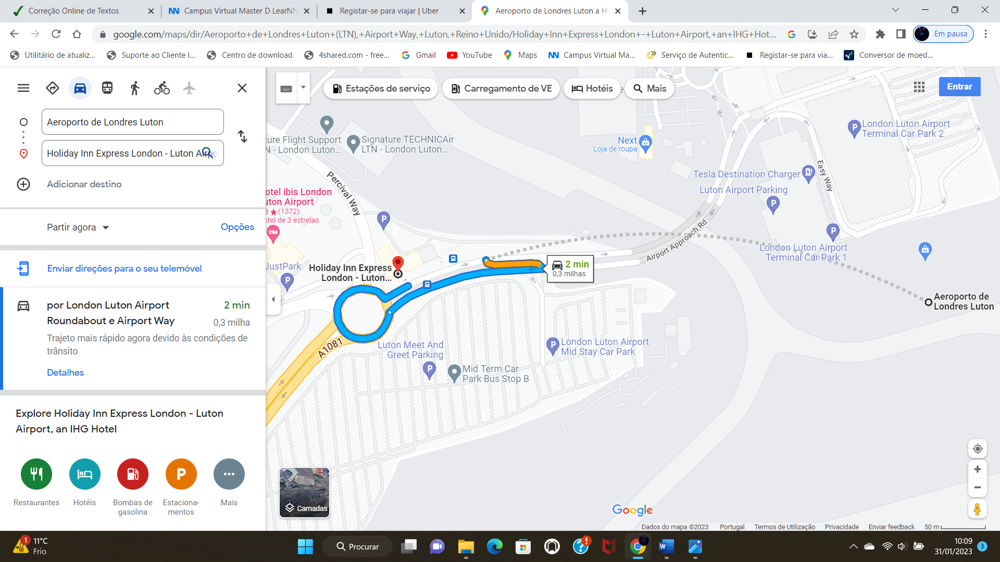 Correção Online de Textos
Campus Virtual Master D LearNN
Registar-se para viajar | Uber
Aeroporto de Londres Luton a Ho
google.com/maps/dir/Aeroporto+de+Londres+Luton+(LTN),+Airport+Way,+Luton,+Reino+Unido/Holiday+Inn+Express+London+-+Luton+Airport,+an+IHG+Hot...
Em pausa
Utilitário de atualiz...
Suporte ao Cliente I...
Centro de download
4shared.com - free...
Gmail
YouTube
Maps
Campus Virtual Ma...
Serviço de Autentic...
Registar-se para via...
Conversor de moed...
Aeroporto de Londres Luton
Holiday Inn Express London - Luton Airpo
Adicionar destino
Partir agora
Opções
Enviar direções para o seu telemóvel
por London Luton Airport
Roundabout e Airport Way
2 min
0,3 milha
Trajeto mais rápido agora devido às condições de
trânsito
Detalhes
Explore Holiday Inn Express London - Luton
Airport, an IHG Hotel
Restaurantes
Hotéis
Bombas de
gasolina
Estaciona-
mentos
Mais
Estações de serviço
Carregamento de VE
Hotéis
Mais
Entrar
ture Flight Support
N - London Luton...
Signature TECHNICAir
LTN - London Luton...
Next
Loja de roupa
London Luton Airport
Terminal Car Park 2
Tesla Destination Charger
Easy Way
Luton Airport Parking
Percival Way
otel ibis London
uton Airport
(1372)
otel de 3 estrelas
Airport Approach Rd
London Luton Airport
Terminal Car Park 1
JustPark
Holiday Inn Express
London - Luton...
2 min
0,3 milhas
Aeroporto de
Londres Luton
A1081
Luton Meet And
Greet Parking
London Luton Airport
Mid Stay Car Park
Mid Term Car
Park Bus Stop B
Camadas
Google
Dados do mapa ©2023
Portugal
Termos de Utilização
Privacidade
Enviar feedback
50 m
1
11°C
Frio
Procurar
10:09
31/01/2023
3